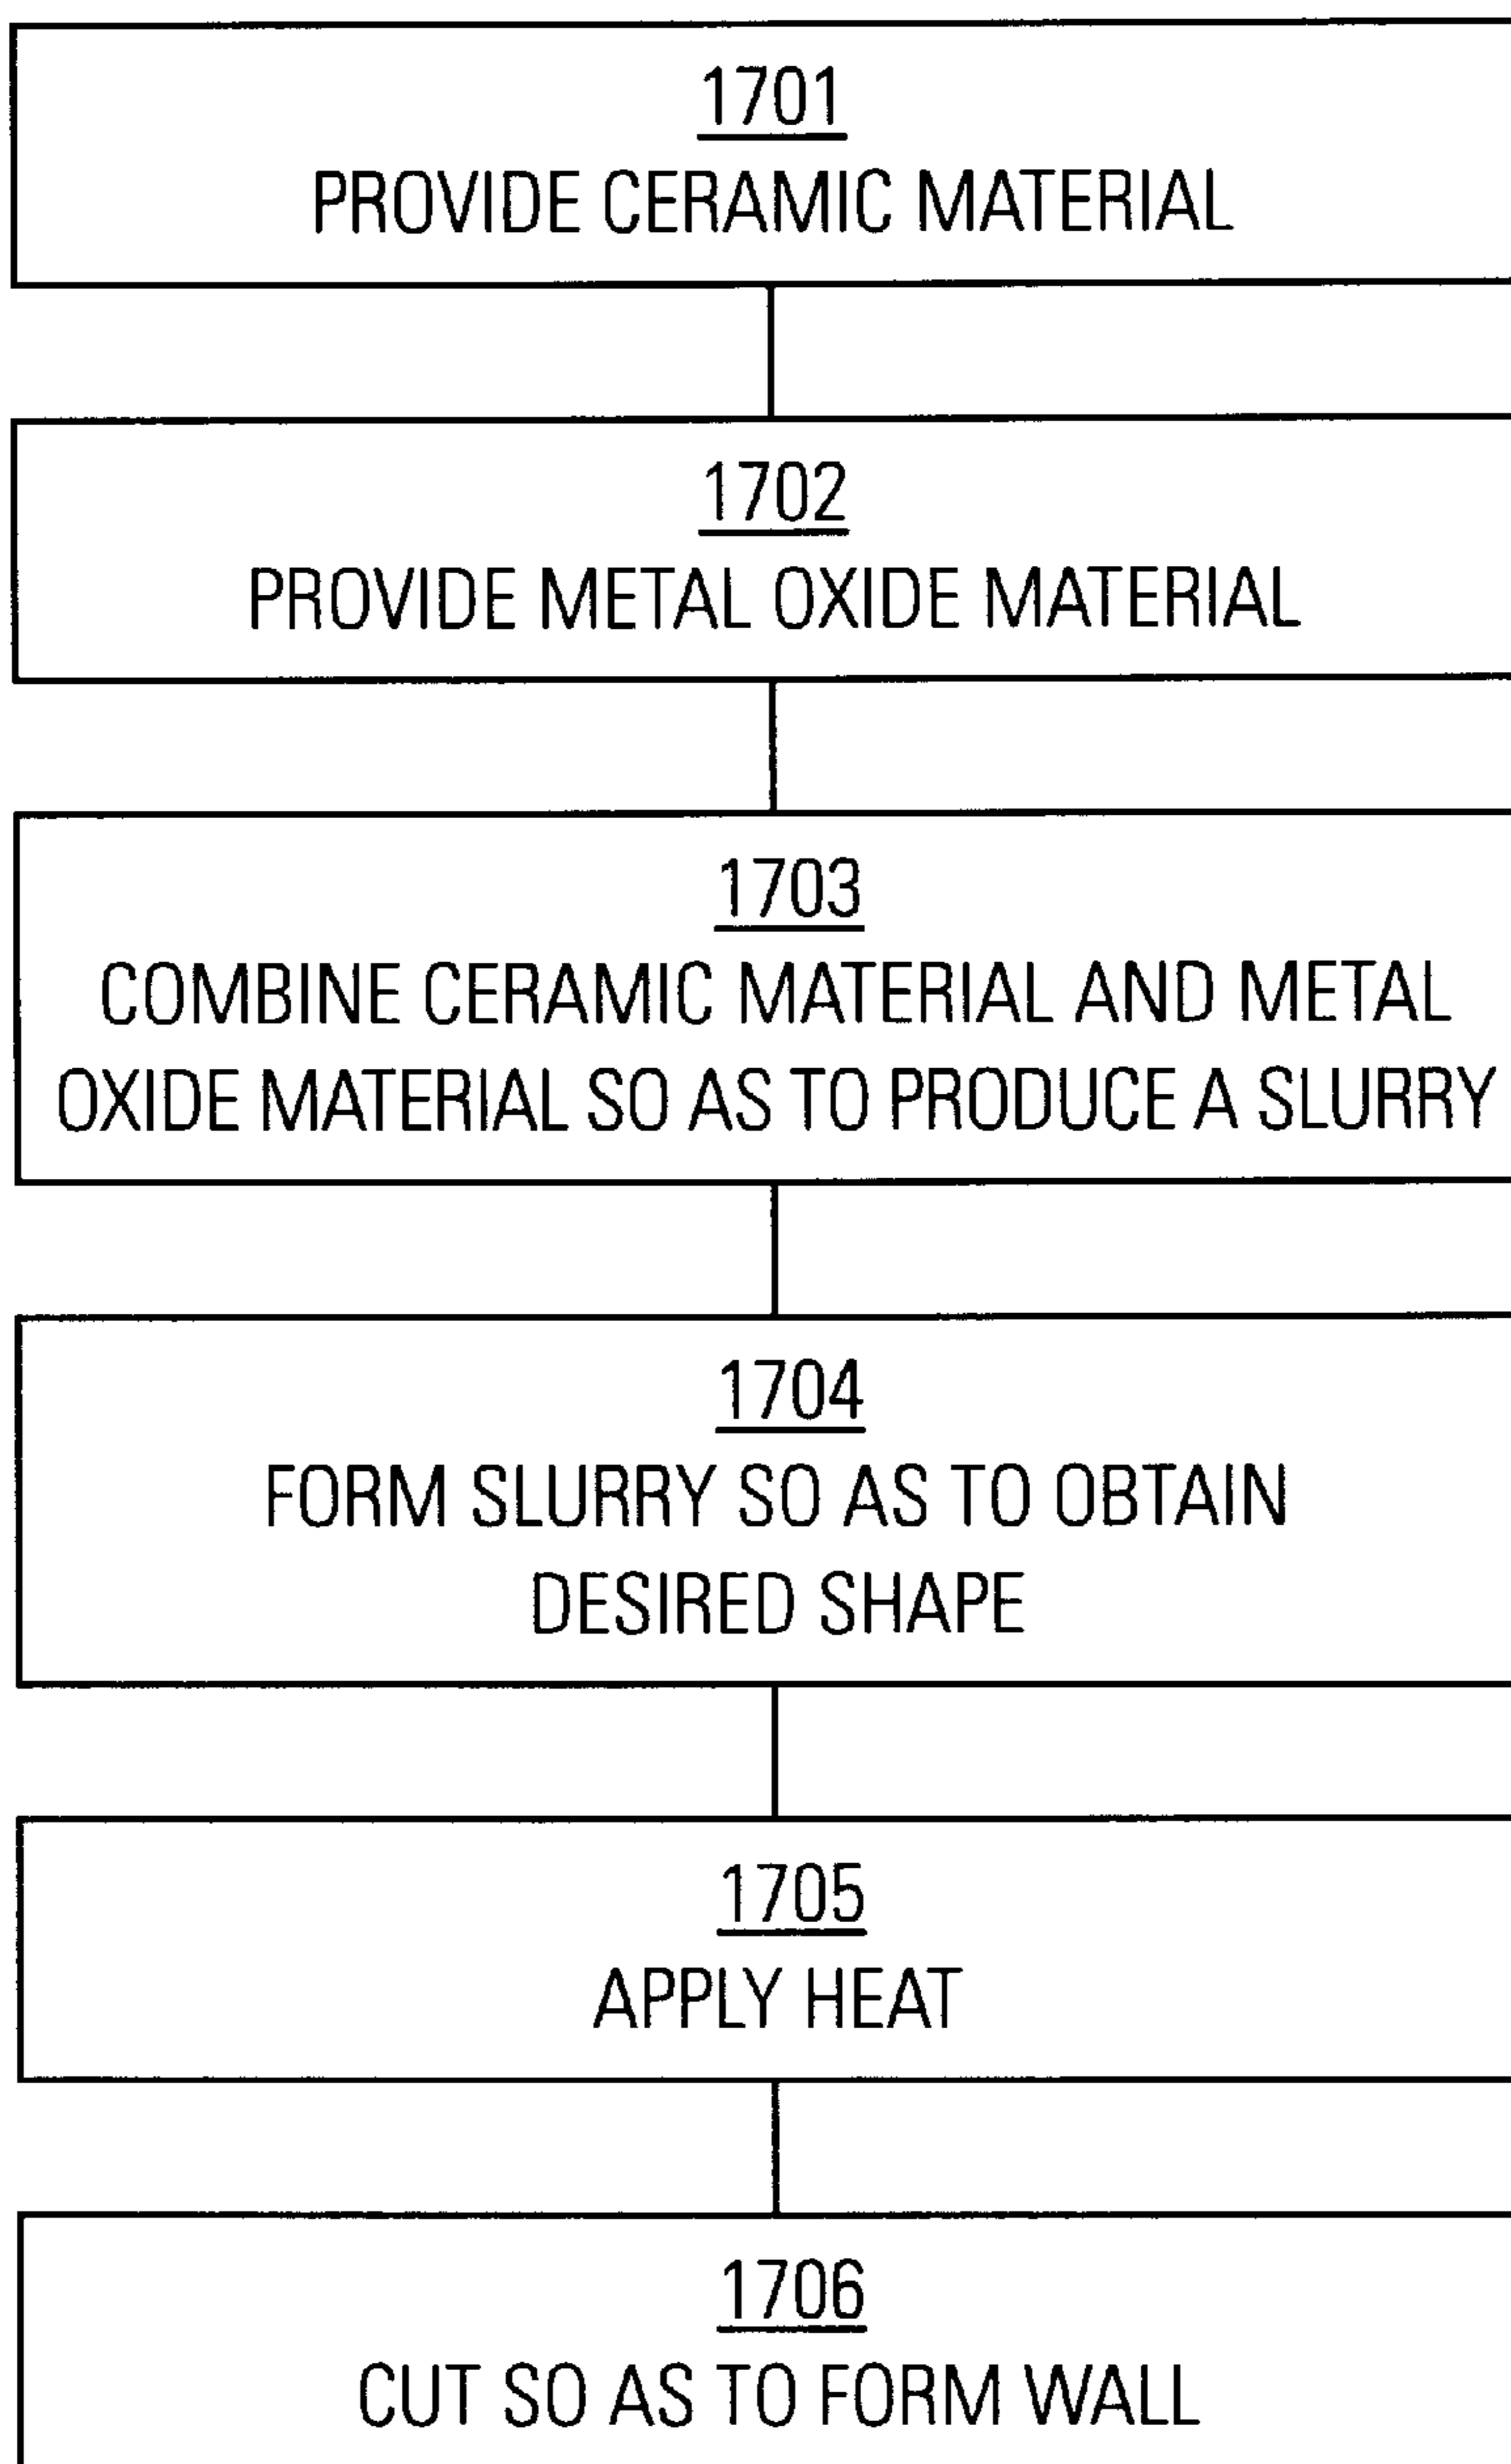 1701
PROVIDE CERAMIC MATERIAL
1702
PROVIDE METAL OXIDE MATERIAL
1703
COMBINE CERAMIC MATERIAL AND METAL
OXIDE MATERIAL SO AS TO PRODUCE A SLURRY
1704
FORM SLURRY SO AS TO OBTAIN
DESIRED SHAPE
1705
APPLY HEAT
1706
CUT SO AS TO FORM WALL